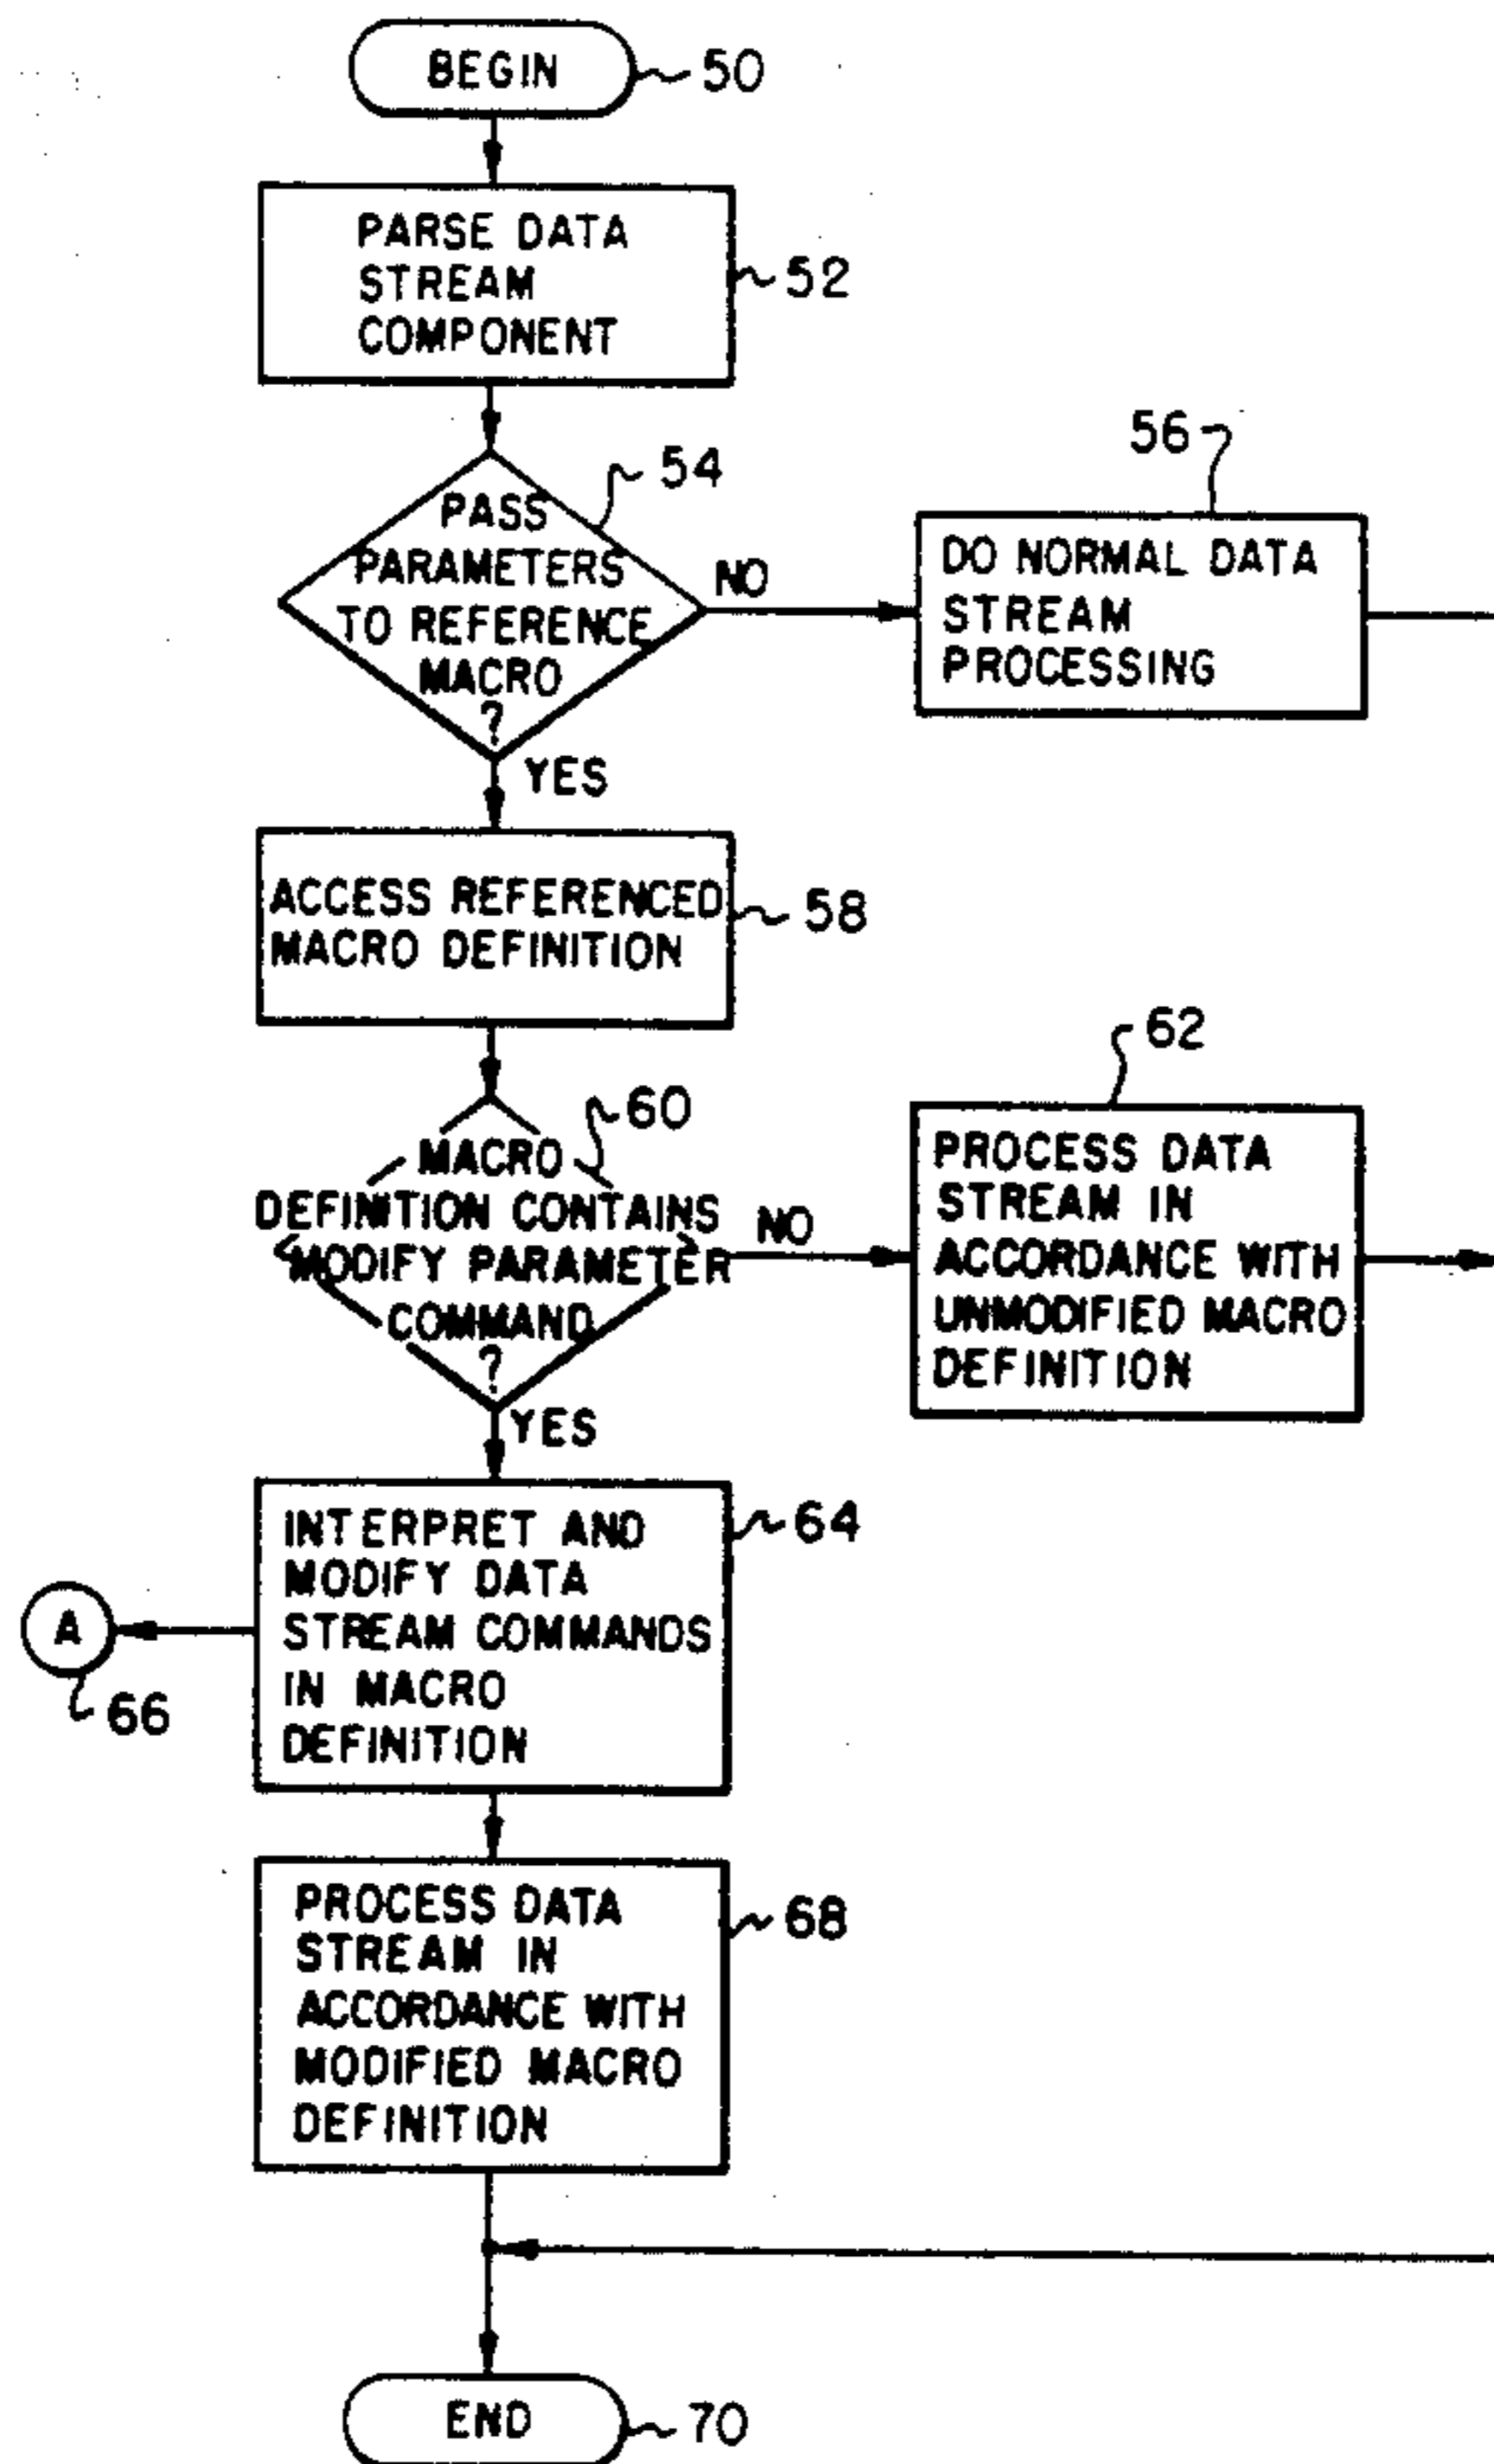 BEGIN
50
PARSE DATA
STREAM
COMPONENT
52
54
PASS
PARAMETERS
TO REFERENCE
MACRO
?
NO
56
DO NORMAL DATA
STREAM
PROCESSING
YES
ACCESS REFERENCED
MACRO DEFINITION
58
60
MACRO
DEFINITION CONTAINS
MODIFY PARAMETER
COMMAND
?
NO
62
PROCESS DATA
STREAM IN
ACCORDANCE WITH
UNMODIFIED MACRO
DEFINITION
YES
INTERPRET AND
MODIFY DATA
STREAM COMMANDS
IN MACRO
DEFINITION
64
A
66
PROCESS DATA
STREAM IN
ACCORDANCE WITH
MODIFIED MACRO
DEFINITION
68
END
70